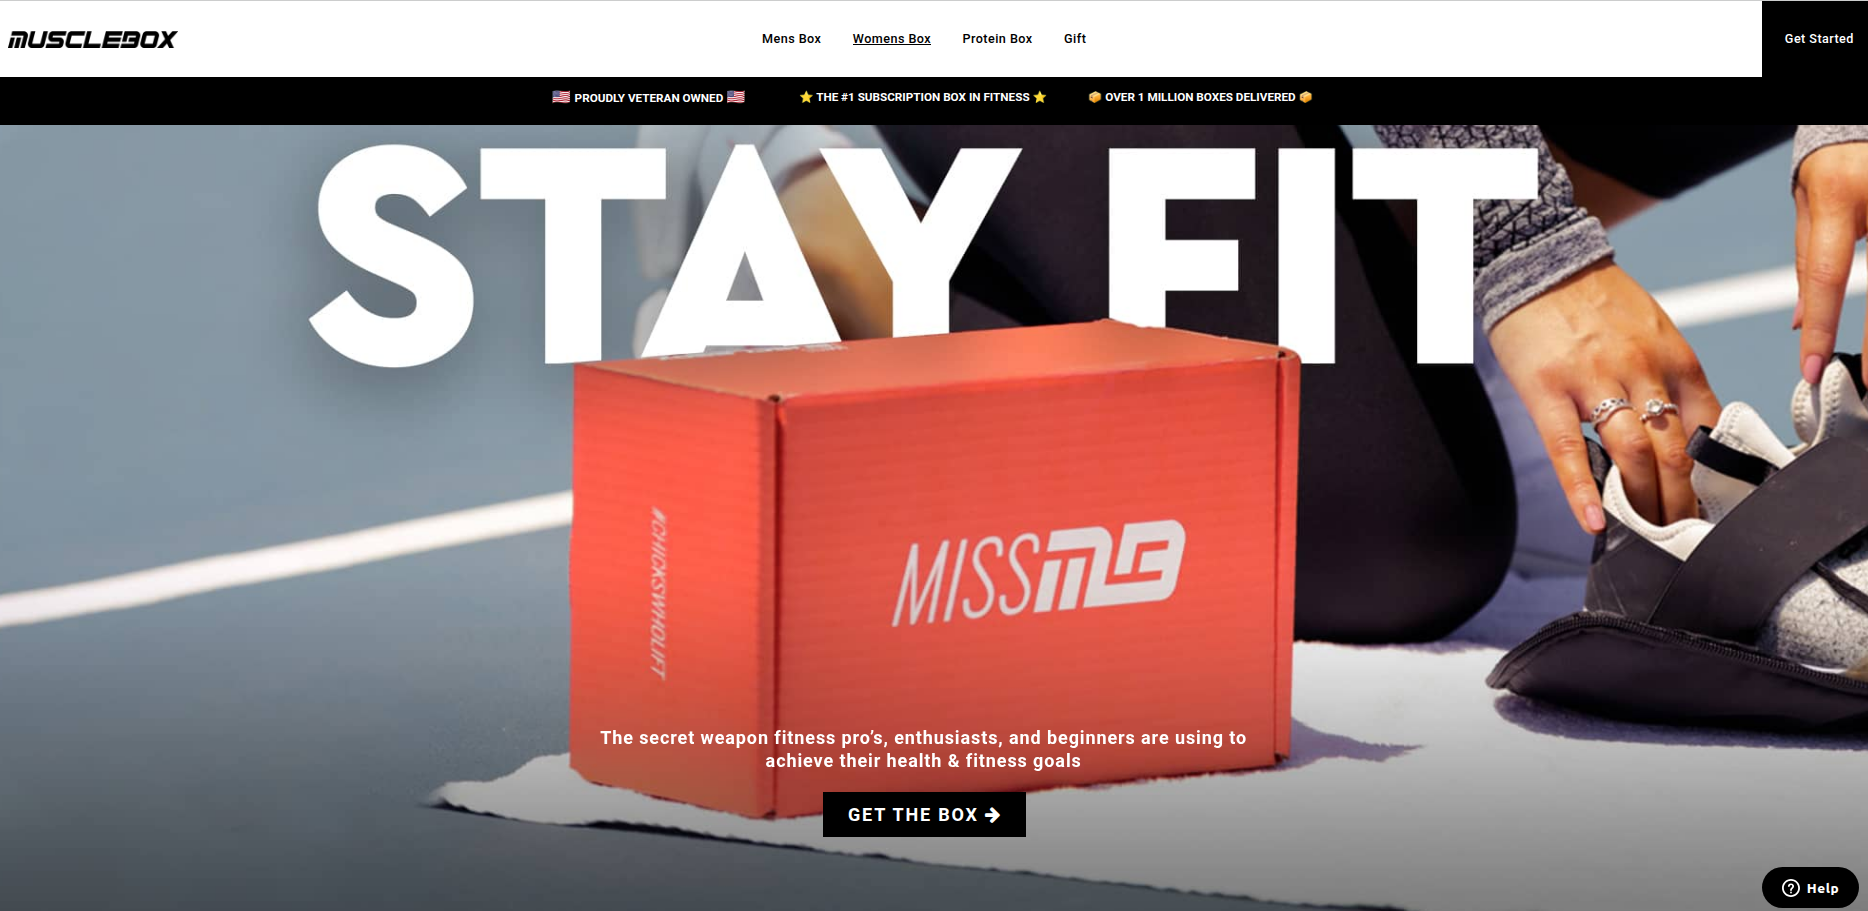 MUSCLEBOX
Mens Box
Womens Box
Protein Box
Gift
Get Started
🇺🇸 PROUDLY VETERAN OWNED 🇺🇸
⭐ THE #1 SUBSCRIPTION BOX IN FITNESS ⭐
📦 OVER 1 MILLION BOXES DELIVERED 📦
STAY FIT
#CHICKSWHOLIFT
MISSMB
The secret weapon fitness pro’s, enthusiasts, and beginners are using to
achieve their health & fitness goals
GET THE BOX →
Help